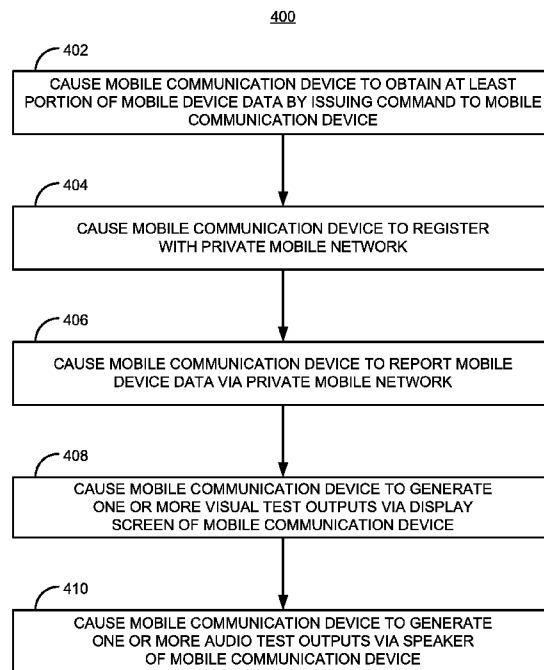 400
402
CAUSE MOBILE COMMUNICATION DEVICE TO OBTAIN AT LEAST
PORTION OF MOBILE DEVICE DATA BY ISSUING COMMAND TO MOBILE
COMMUNICATION DEVICE
404
CAUSE MOBILE COMMUNICATION DEVICE TO REGISTER
WITH PRIVATE MOBILE NETWORK
406
CAUSE MOBILE COMMUNICATION DEVICE TO REPORT MOBILE
DEVICE DATA VIA PRIVATE MOBILE NETWORK
408
CAUSE MOBILE COMMUNICATION DEVICE TO GENERATE
ONE OR MORE VISUAL TEST OUTPUTS VIA DISPLAY
SCREEN OF MOBILE COMMUNICATION DEVICE
410
CAUSE MOBILE COMMUNICATION DEVICE TO GENERATE
ONE OR MORE AUDIO TEST OUTPUTS VIA SPEAKER
OF MOBILE COMMUNICATION DEVICE